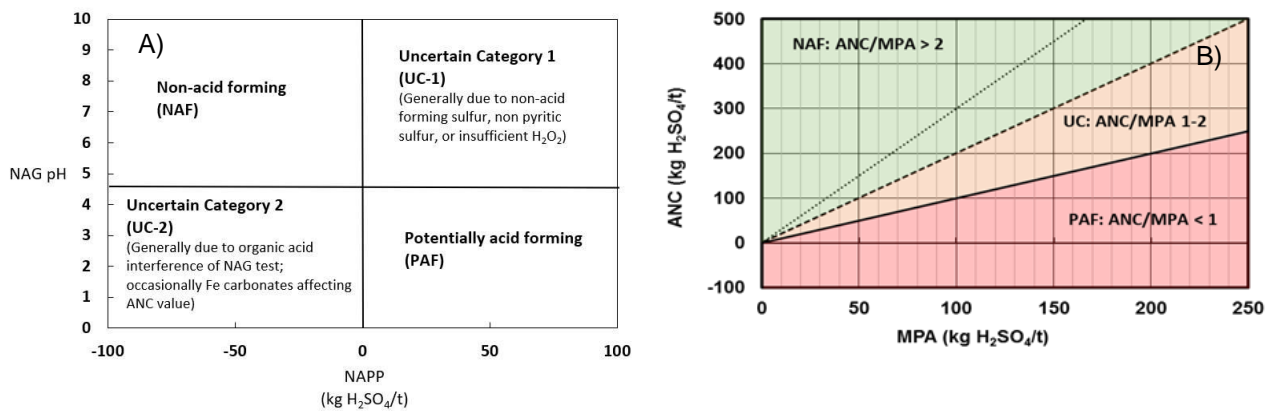 A)
10
9
8
7
6
5
4
3
2
1
0
NAG pH
Non-acid forming
(NAF)
Uncertain Category 1
(UC-1)
(Generally due to non-acid
forming sulfur, non pyritic
sulfur, or insufficient H₂O₂)
Uncertain Category 2
(UC-2)
(Generally due to organic acid
interference of NAG test;
occasionally Fe carbonates affecting
ANC value)
Potentially acid forming
(PAF)
-100 -50 0 50 100
NAPP
(kg H₂SO₄/t)
B)
500
400
300
200
100
0
-100
ANC (kg H₂SO₄/t)
NAF: ANC/MPA > 2
UC: ANC/MPA 1-2
PAF: ANC/MPA < 1
0 50 100 150 200 250
MPA (kg H₂SO₄/t)